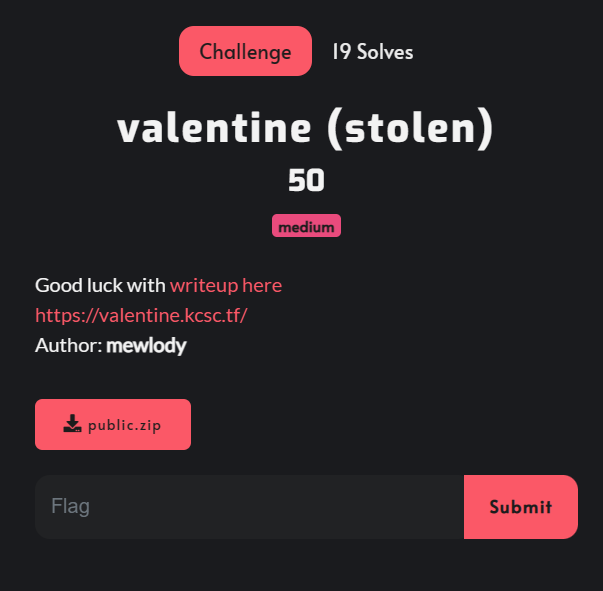 Challenge 19 Solves
valentine (stolen)
50
medium
Good luck with writeup here
https://valentine.kcsc.tf/
Author: mewlody
public.zip
Flag Submit